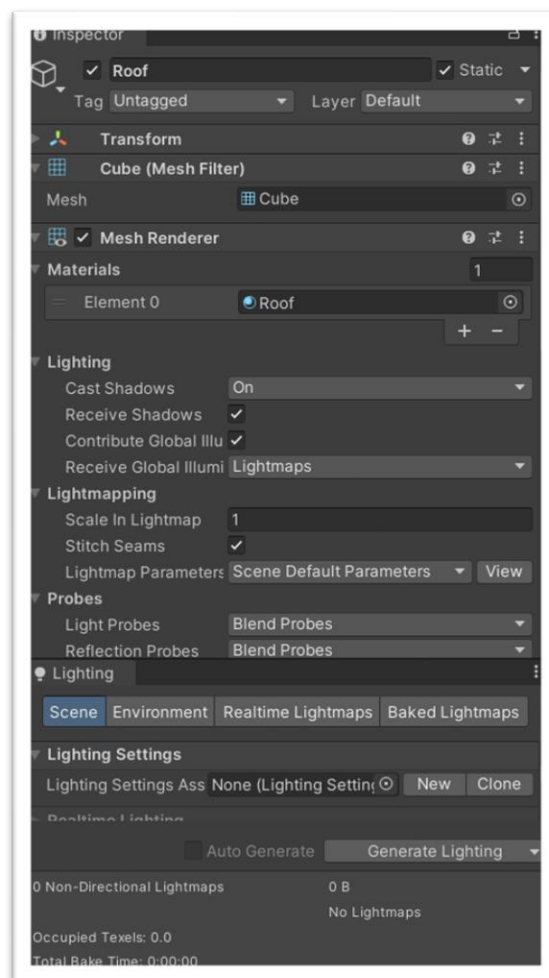 Inspector
Roof Static
Tag Untagged Layer Default
Transform
Cube (Mesh Filter)
Mesh Cube
Mesh Renderer
Materials 1
Element 0 Roof
+ −
Lighting
Cast Shadows On
Receive Shadows
Contribute Global Illu
Receive Global Illumi Lightmaps
Lightmapping
Scale In Lightmap 1
Stitch Seams
Lightmap Parameters Scene Default Parameters View
Probes
Light Probes Blend Probes
Reflection Probes Blend Probes
Lighting
Scene Environment Realtime Lightmaps Baked Lightmaps
Lighting Settings
Lighting Settings Ass None (Lighting Setting New Clone
Realtime Lighting
Auto Generate Generate Lighting
0 Non-Directional Lightmaps 0 B
No Lightmaps
Occupied Texels: 0.0
Total Bake Time: 0:00:00